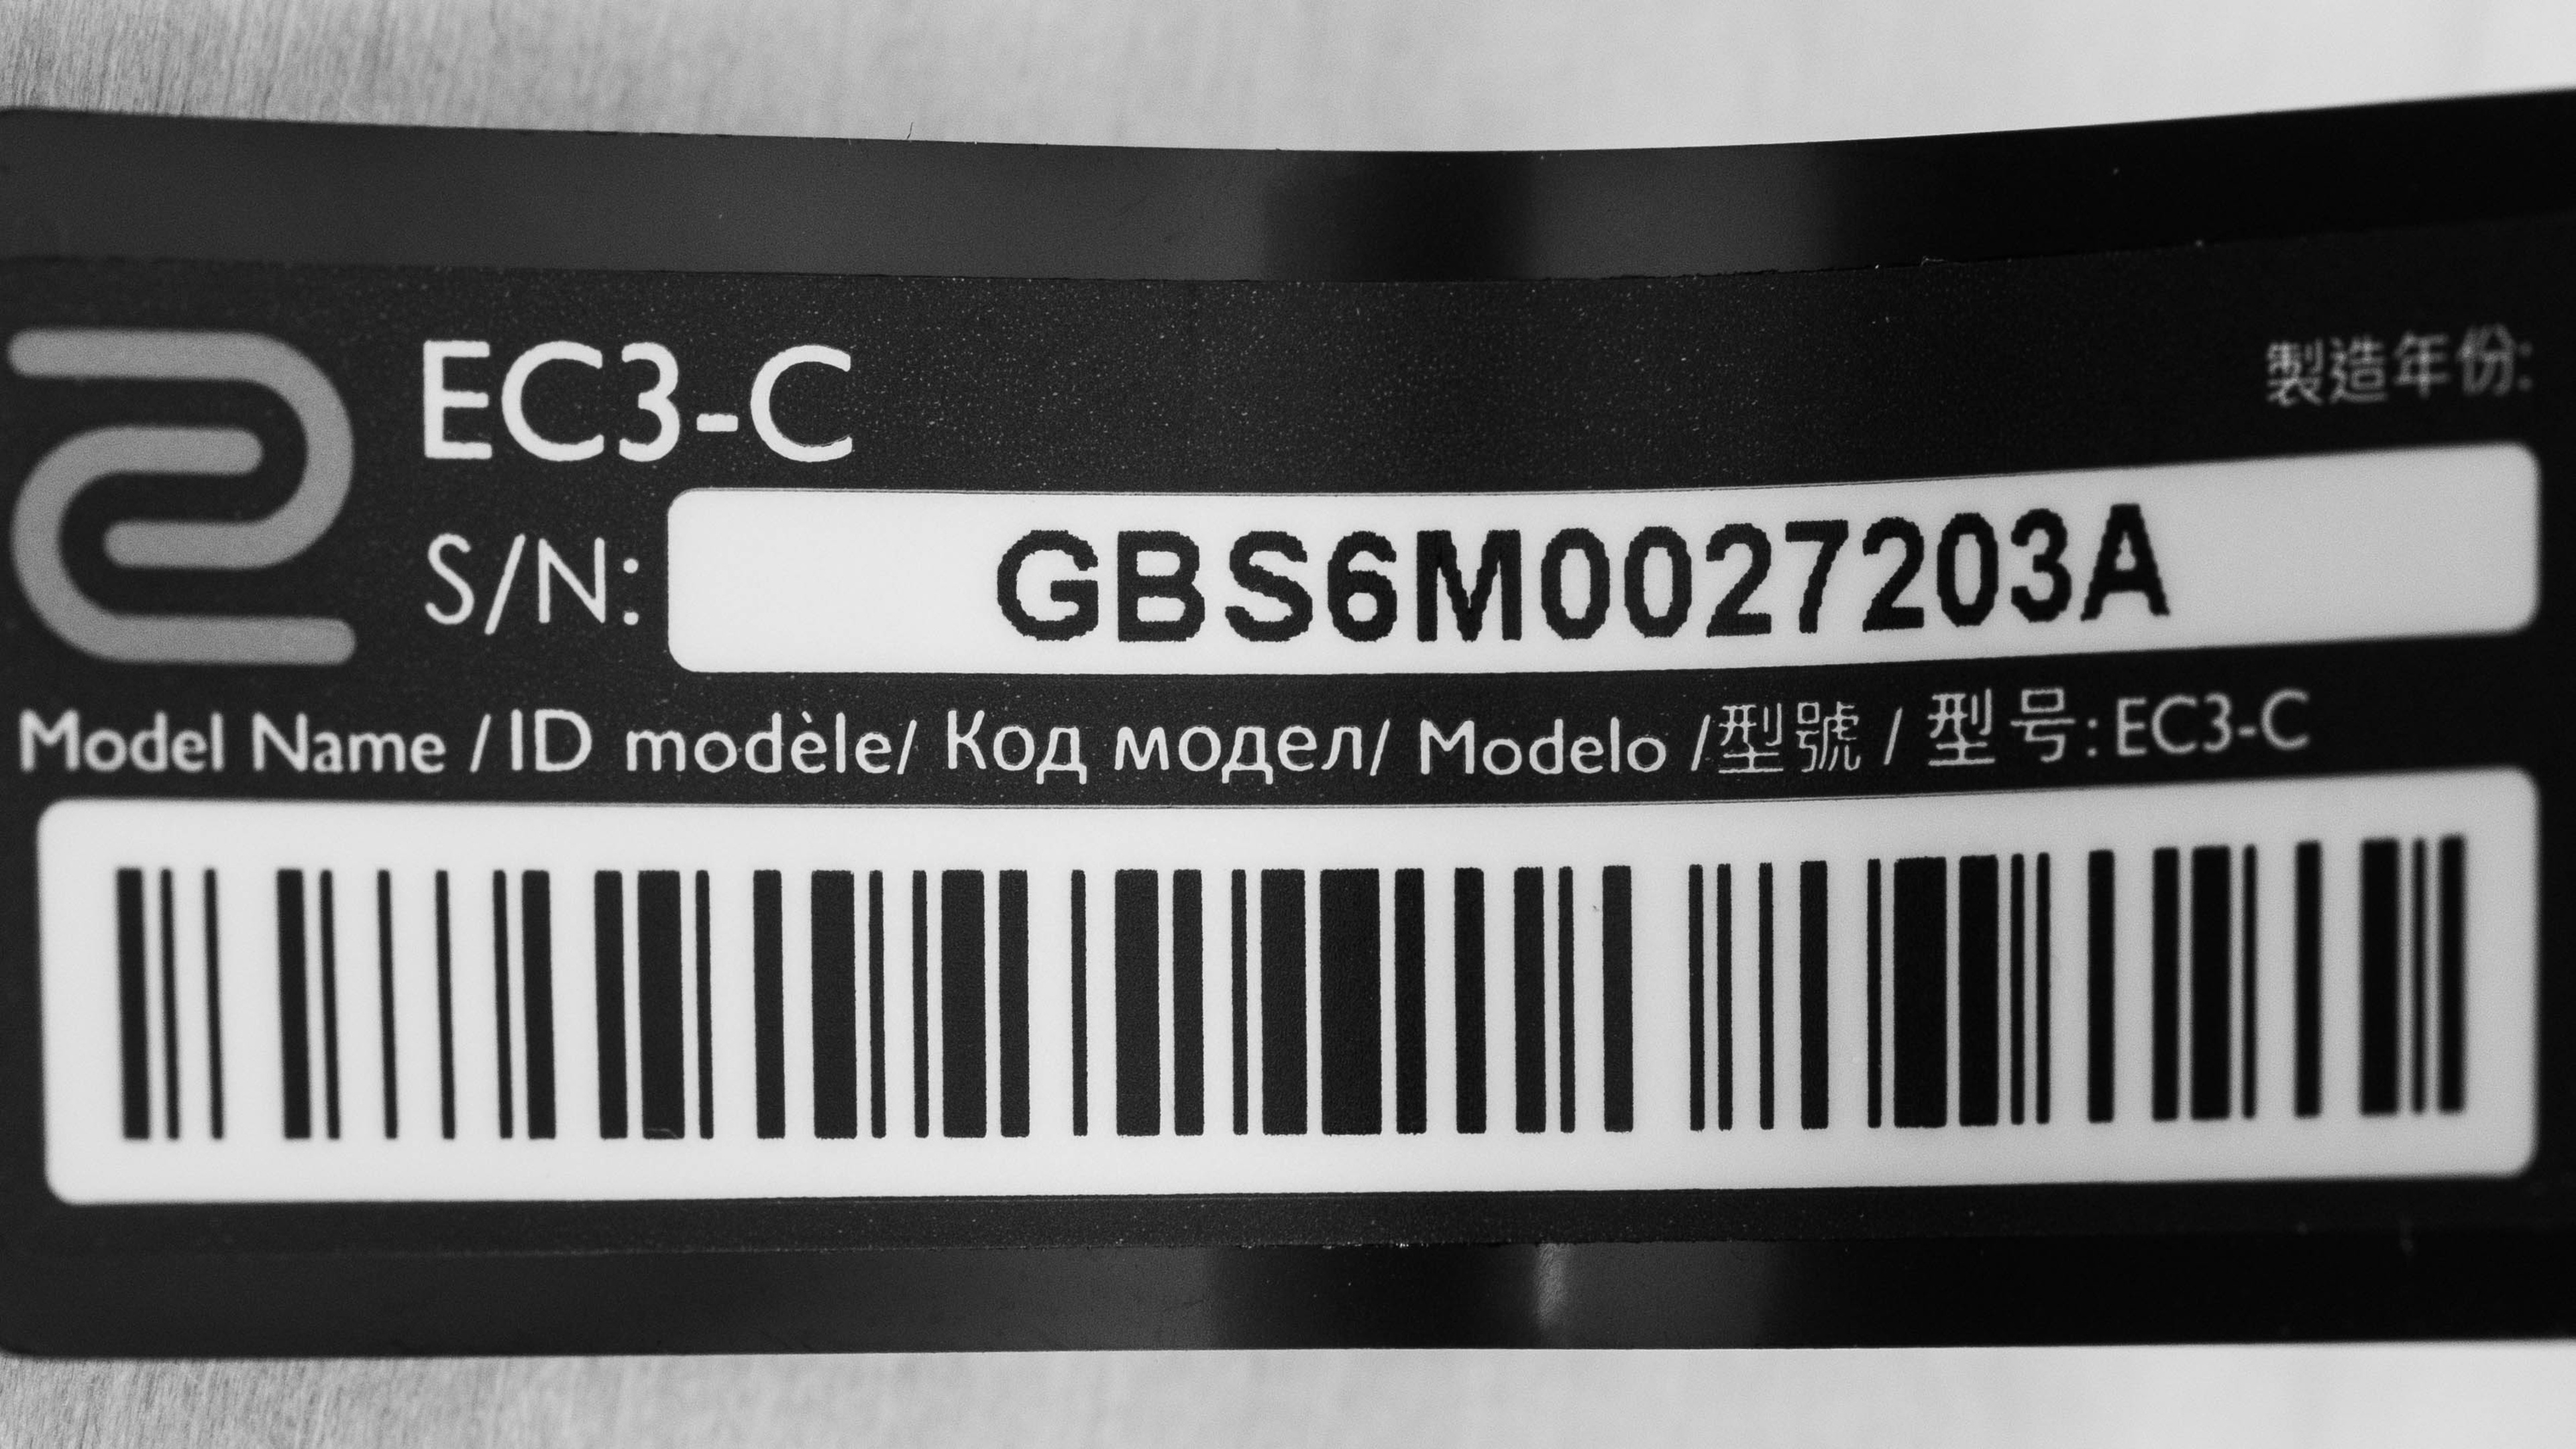 EC3-C
製造年份:
S/N: GBS6M0027203A
Model Name / ID modèle/ Код модел/ Modelo /型號 / 型号: EC3-C